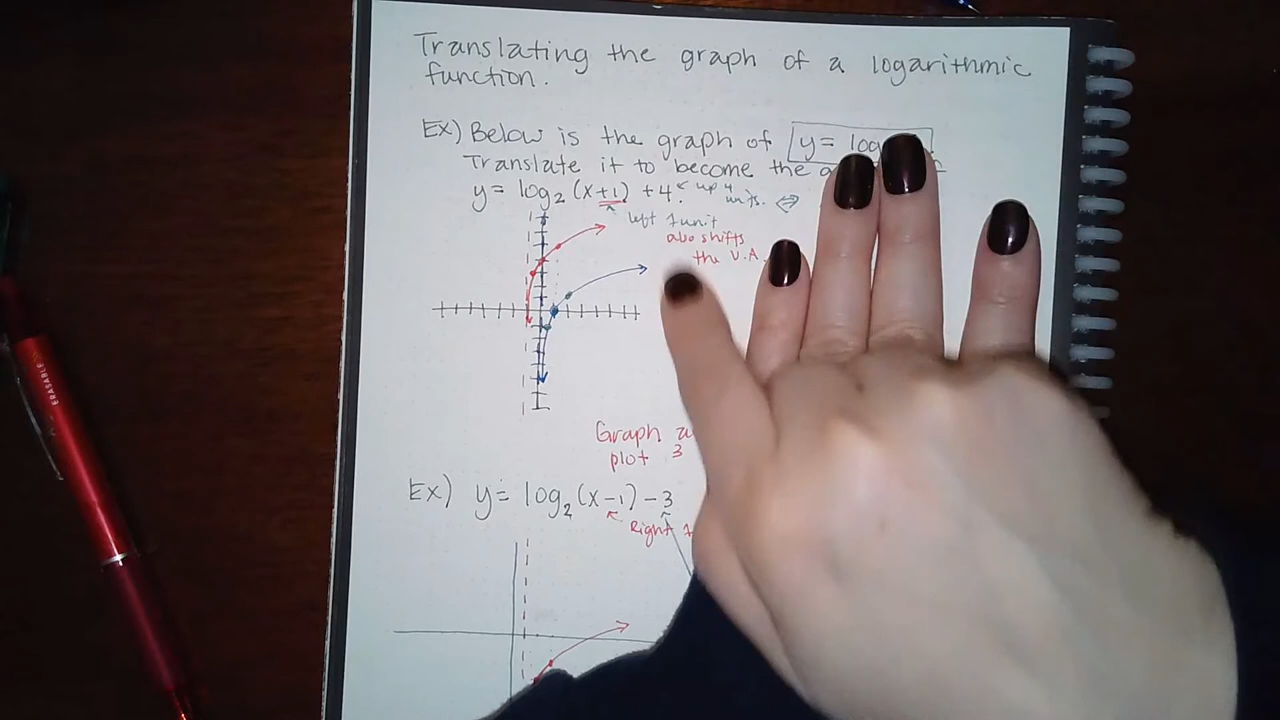 Translating the graph of a logarithmic
function.
Ex) Below is the graph of y = log
Translate it to become the
y = log₂ (x+1) + 4. up 4
units.
left 1 unit
also shifts
the V.A.
Graph
plot 3
Ex) y = log₂(x-1) - 3
Right
ERASABLE